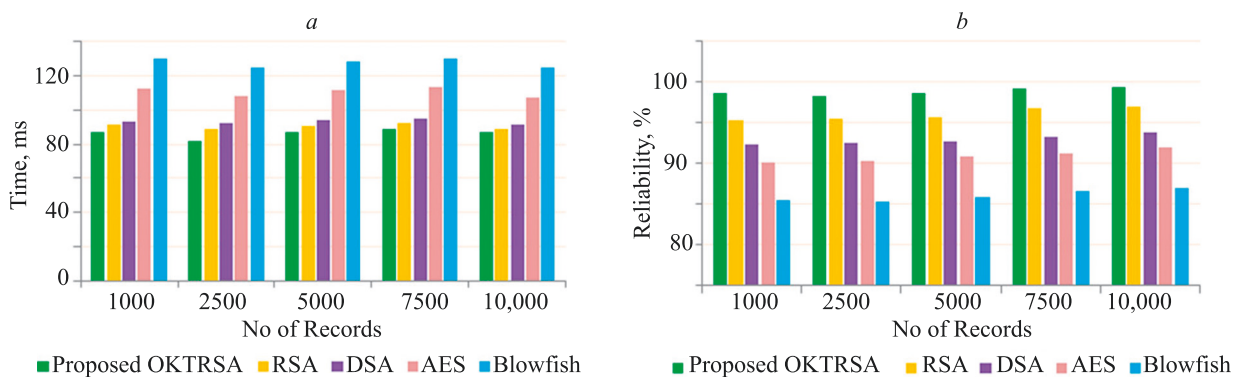 a
Time, ms
120
80
40
0
1000 2500 5000 7500 10,000
No of Records
Proposed OKTRSA RSA DSA AES Blowfish
b
Reliability, %
100
90
80
1000 2500 5000 7500 10,000
No of Records
Proposed OKTRSA RSA DSA AES Blowfish